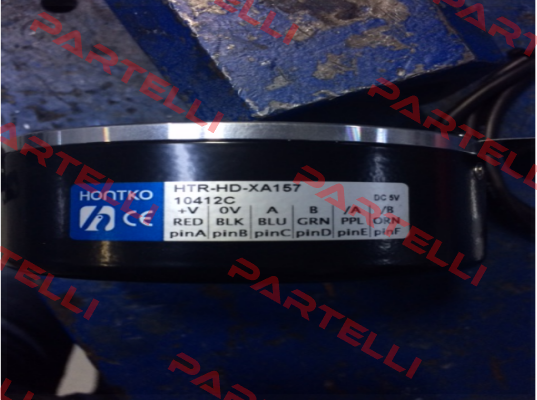 PARTELLI
PARTELLI
PARTELLI
HONTKO
CE
HTR-HD-XA157
10412C
DC 5V
+V 0V A B /A /B
RED BLK BLU GRN PPL ORN
pinA pinB pinC pinD pinE pinF
PARTELLI
PARTELLI
PARTELLI